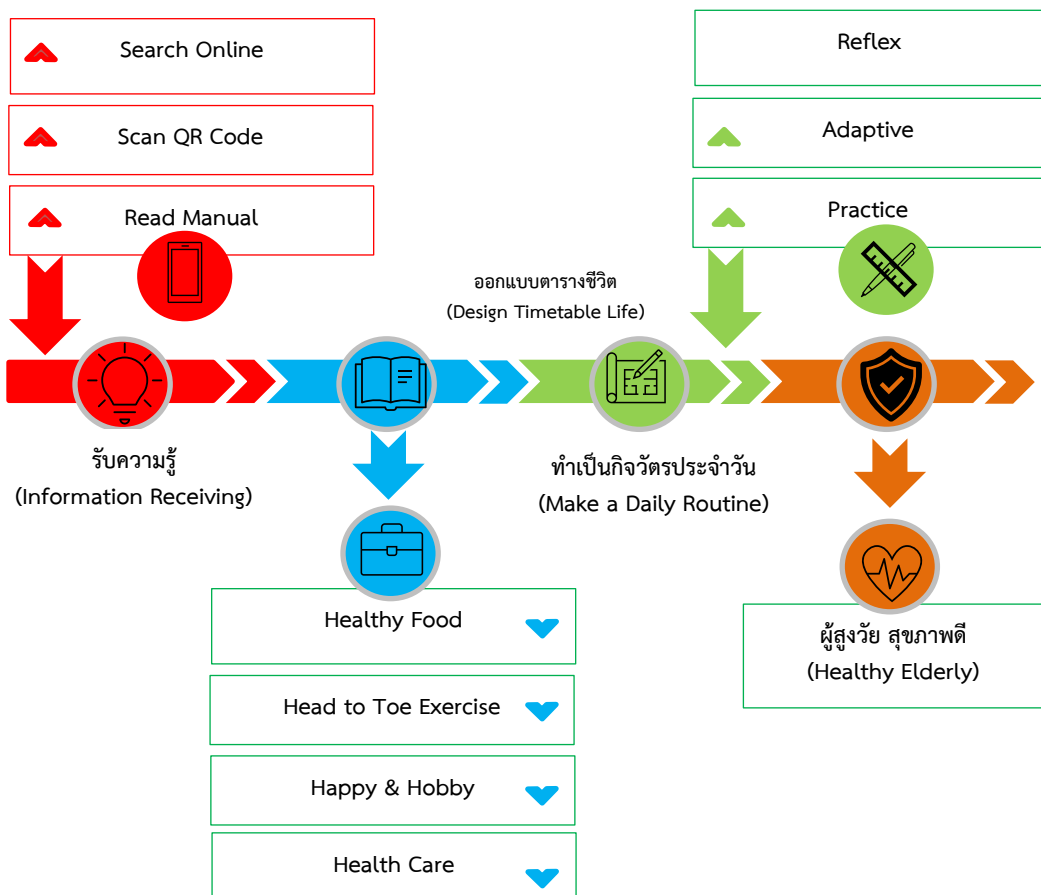 Search Online
Scan QR Code
Read Manual
Reflex
Adaptive
Practice
ออกแบบตารางชีวิต
(Design Timetable Life)
รับความรู้
(Information Receiving)
ทำเป็นกิจวัตรประจำวัน
(Make a Daily Routine)
Healthy Food
Head to Toe Exercise
Happy & Hobby
Health Care
ผู้สูงวัย สุขภาพดี
(Healthy Elderly)